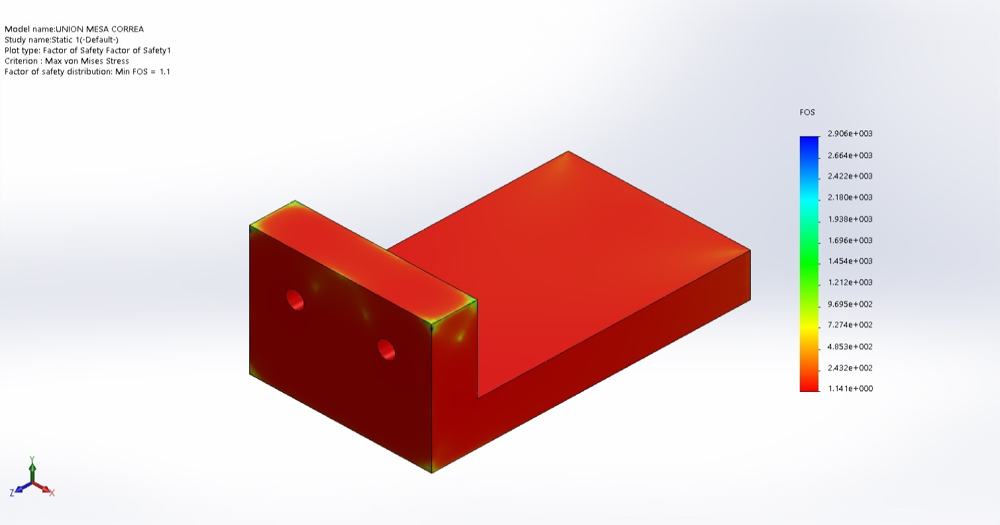 Model name:UNION MESA CORREA
Study name:Static 1(-Default-)
Plot type: Factor of Safety Factor of Safety1
Criterion : Max von Mises Stress
Factor of safety distribution: Min FOS = 1.1
FOS
2.906e+003
2.664e+003
2.422e+003
2.180e+003
1.938e+003
1.696e+003
1.454e+003
1.212e+003
9.695e+002
7.274e+002
4.853e+002
2.432e+002
1.141e+000
Y
Z
X